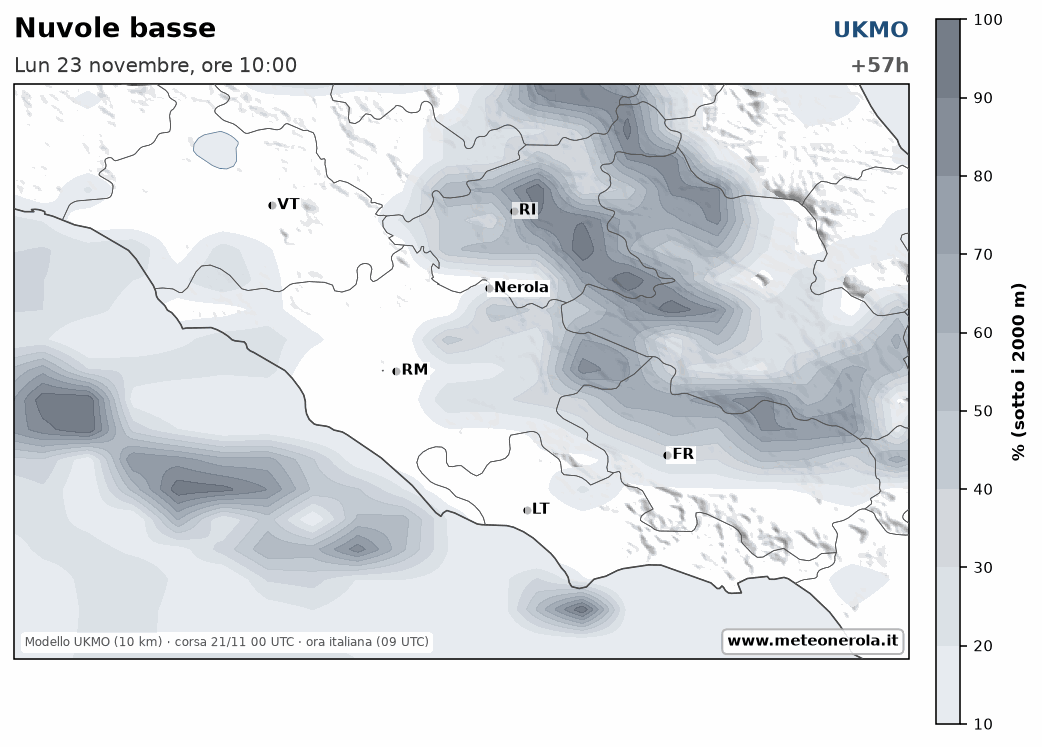 Nuvole basse
UKMO
Lun 23 novembre, ore 10:00
+57h
VT
RI
Nerola
RM
FR
LT
Modello UKMO (10 km) · corsa 21/11 00 UTC · ora italiana (09 UTC)
www.meteonerola.it
100
90
80
70
60
50
40
30
20
10
% (sotto i 2000 m)